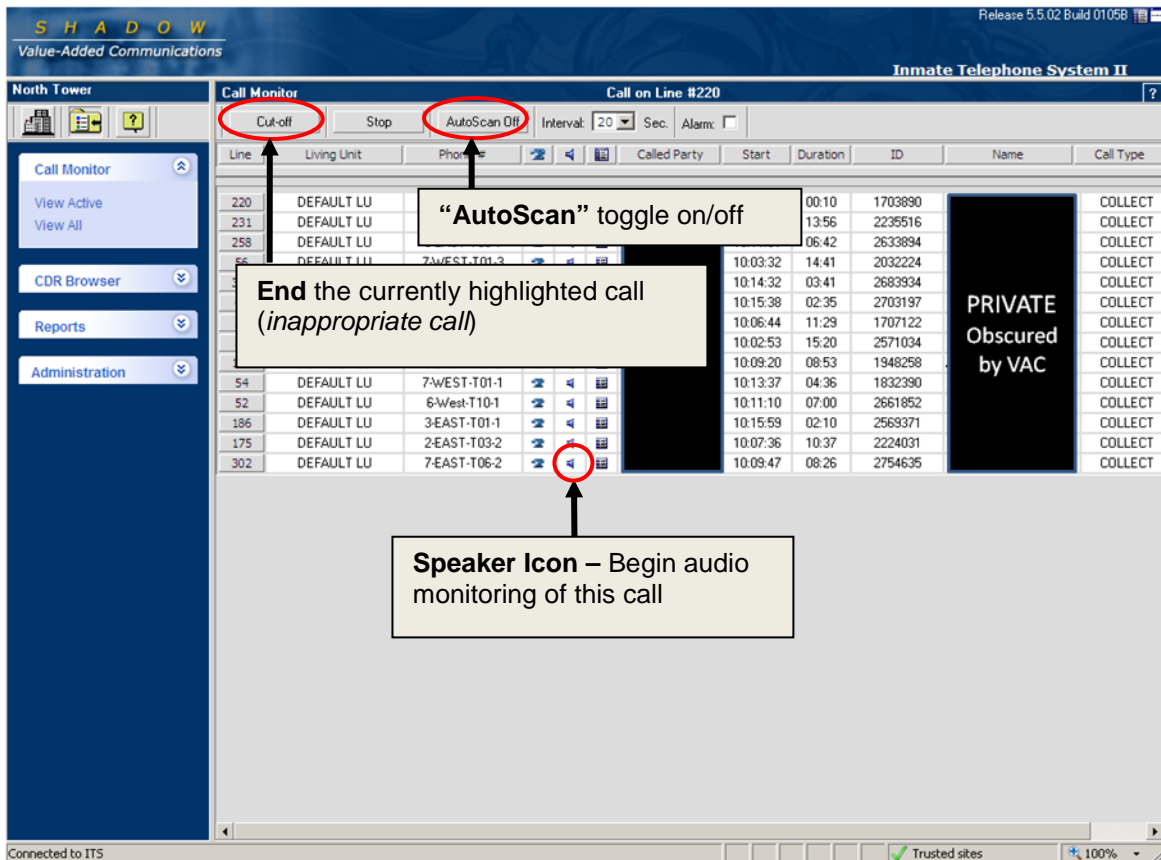 Release 5.5.02 Build 0105B
S H A D O W
Value-Added Communications
Inmate Telephone System II
North Tower
Call Monitor Call on Line #220 ?
Cut-off Stop AutoScan Off Interval: 20 Sec. Alarm:
Line Living Unit Phone # Called Party Start Duration ID Name Call Type
Call Monitor
View Active
View All
CDR Browser
Reports
Administration
“AutoScan” toggle on/off
End the currently highlighted call
(inappropriate call)
220 DEFAULT LU 00:10 1703890 COLLECT
231 DEFAULT LU 13:56 2235516 COLLECT
258 DEFAULT LU 06:42 2633894 COLLECT
56 DEFAULT LU 7-WEST-T01-3 10:03:32 14:41 2032224 COLLECT
10:14:32 03:41 2683934 COLLECT
10:15:38 02:35 2703197 COLLECT
10:06:44 11:29 1707122 COLLECT
10:02:53 15:20 2571034 COLLECT
10:09:20 08:53 1948258 COLLECT
54 DEFAULT LU 7-WEST-T01-1 10:13:37 04:36 1832390 COLLECT
52 DEFAULT LU 6-West-T10-1 10:11:10 07:00 2661852 COLLECT
186 DEFAULT LU 3-EAST-T01-1 10:15:59 02:10 2569371 COLLECT
175 DEFAULT LU 2-EAST-T03-2 10:07:36 10:37 2224031 COLLECT
302 DEFAULT LU 7-EAST-T06-2 10:09:47 08:26 2754635 COLLECT
PRIVATE
Obscured
by VAC
Speaker Icon – Begin audio
monitoring of this call
Connected to ITS Trusted sites 100%